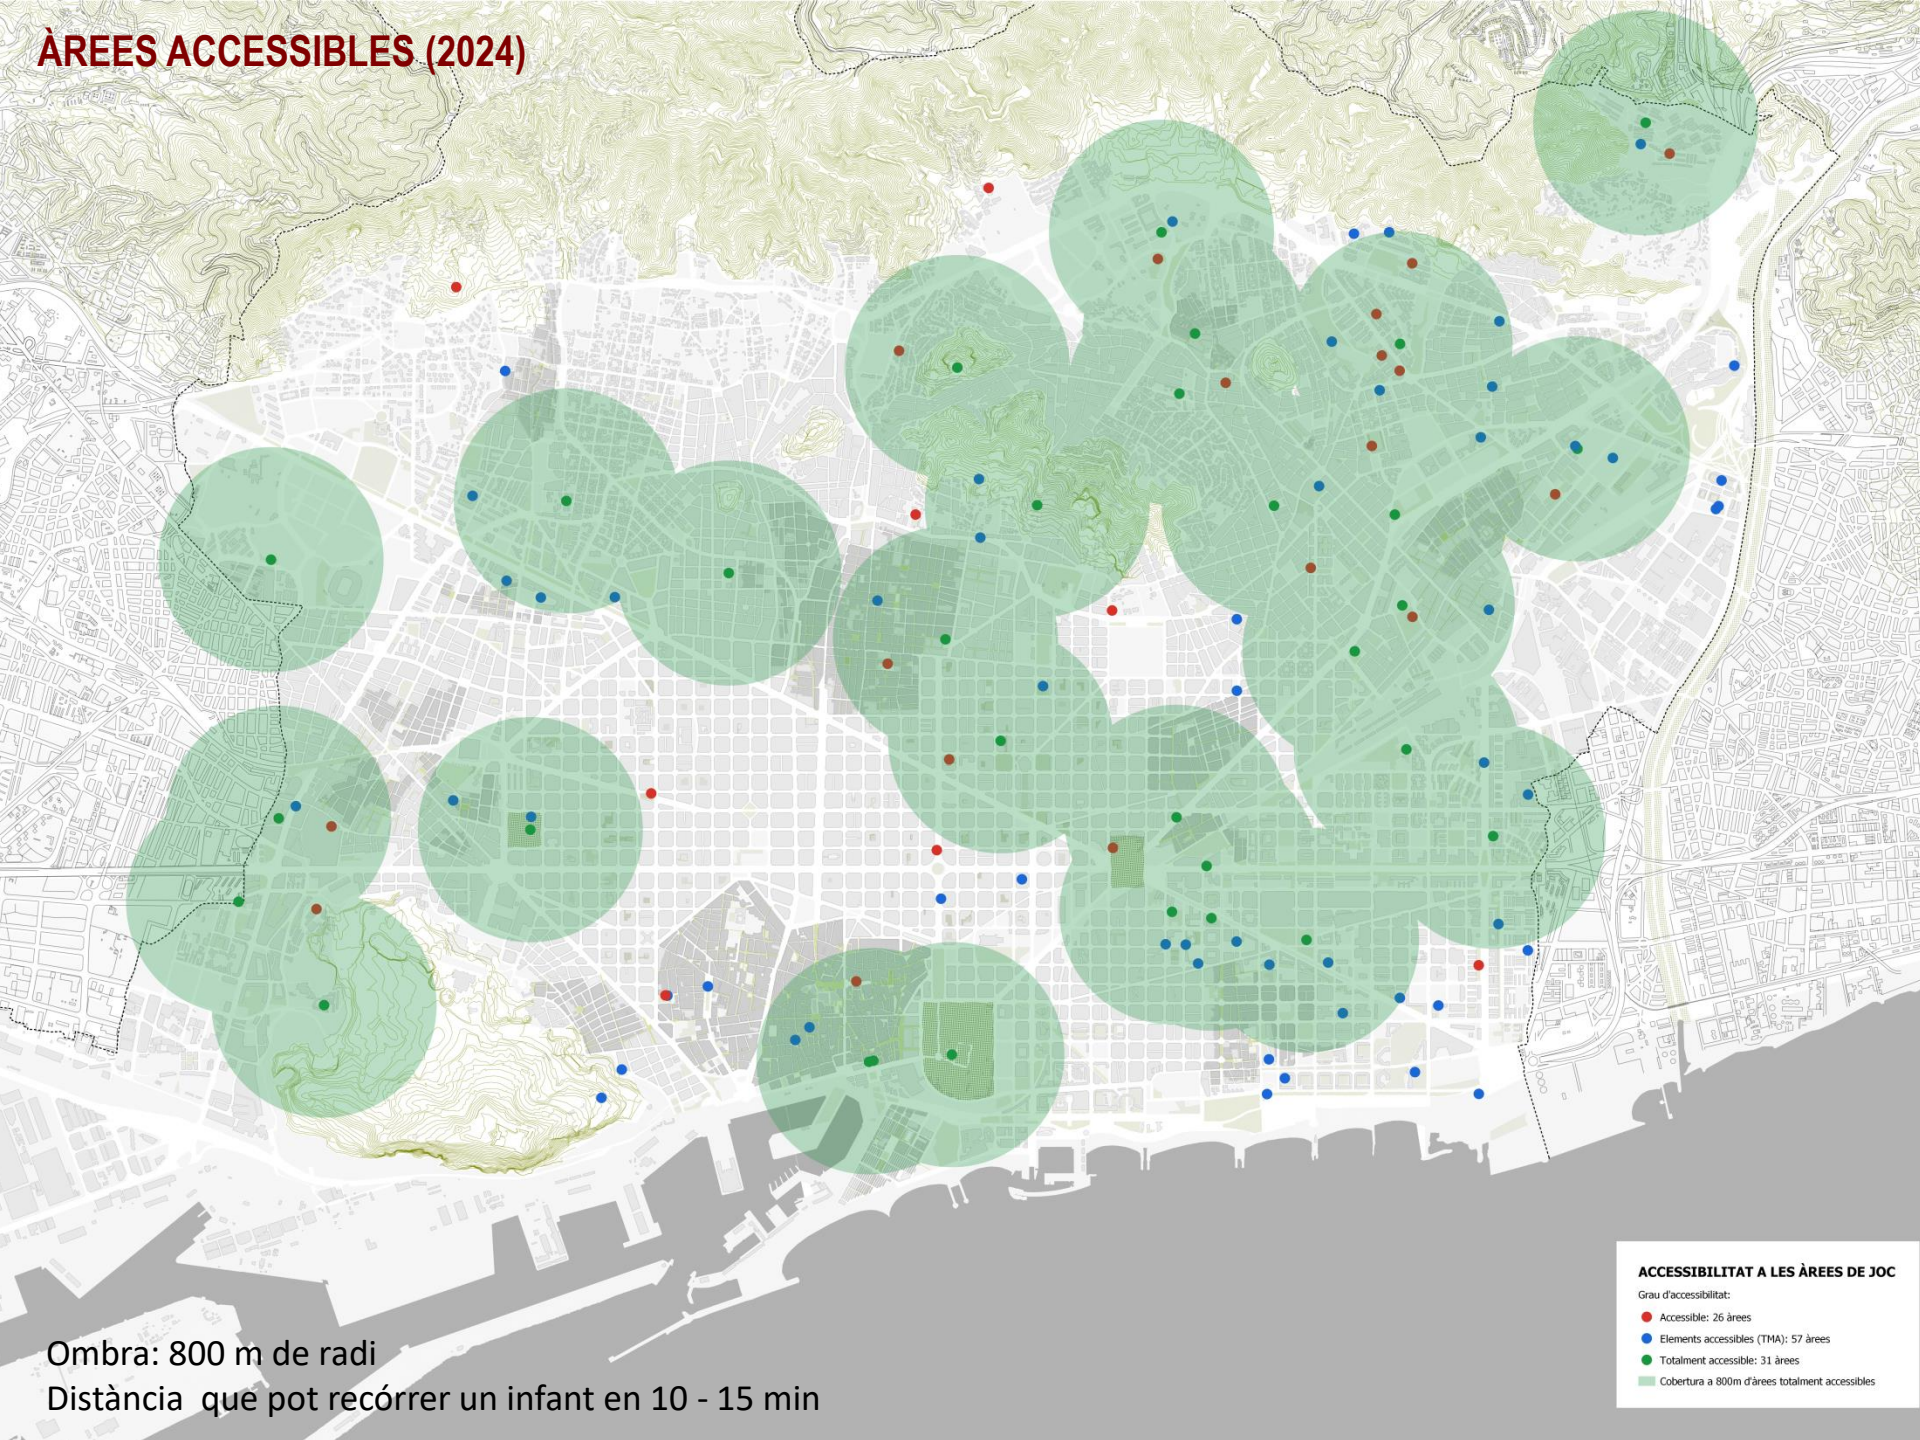 ÀREES ACCESSIBLES (2024)
ACCESSIBILITAT A LES ÀREES DE JOC
Grau d'accessibilitat:
Accessible: 26 àrees
Elements accessibles (TMA): 57 àrees
Totalment accessible: 31 àrees
Cobertura a 800m d'àrees totalment accessibles
Ombra: 800 m de radi
Distància que pot recórrer un infant en 10 - 15 min